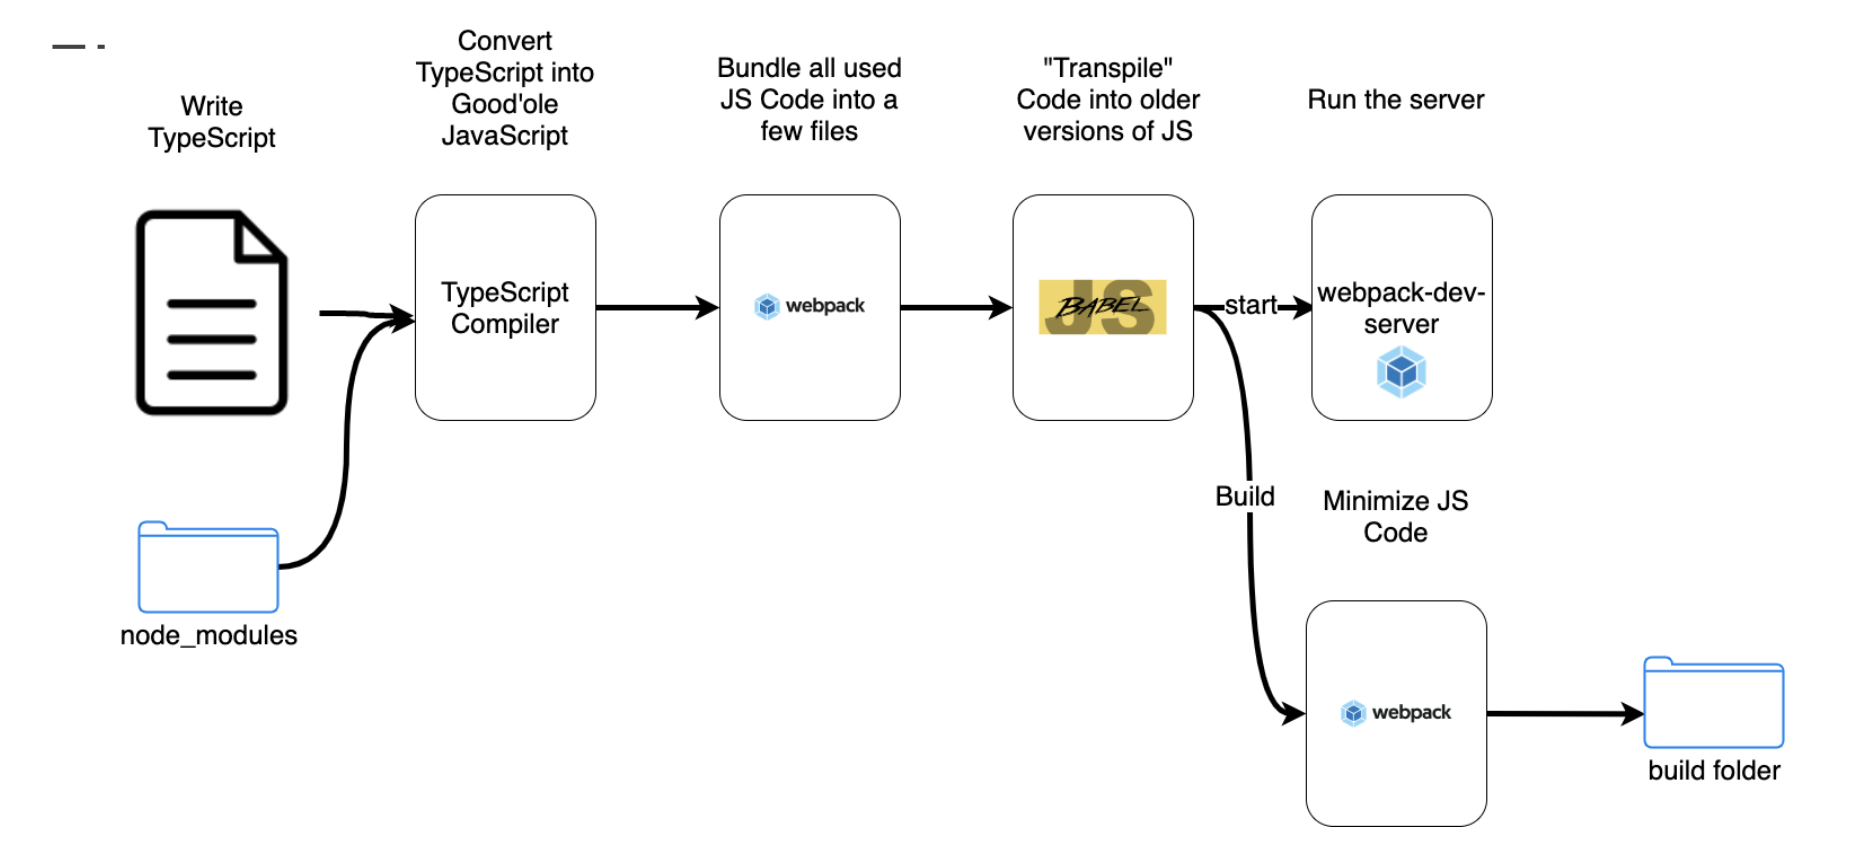 Write
TypeScript
Convert
TypeScript into
Good'ole
JavaScript
Bundle all used
JS Code into a
few files
"Transpile"
Code into older
versions of JS
Run the server
TypeScript
Compiler
webpack
JS
BABEL
start
webpack-dev-
server
node_modules
Build
Minimize JS
Code
webpack
build folder